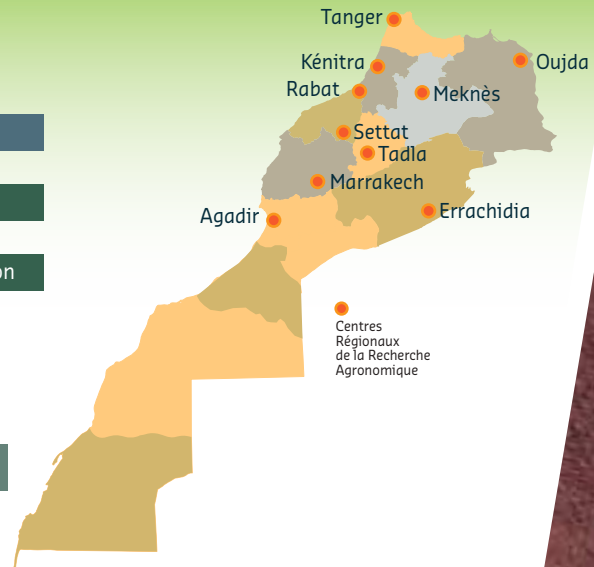 Tanger
Kénitra
Oujda
Rabat
Meknès
Settat
Tadla
Marrakech
Agadir
Errachidia
on
Centres
Régionaux
de la Recherche
Agronomique